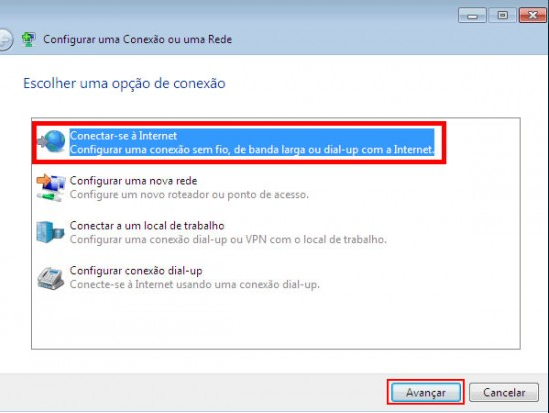 Configurar uma Conexão ou uma Rede
Escolher uma opção de conexão
Conectar-se à Internet
Configurar uma conexão sem fio, de banda larga ou dial-up com a Internet.
Configurar uma nova rede
Configure um novo roteador ou ponto de acesso.
Conectar a um local de trabalho
Configurar uma conexão dial-up ou VPN com o local de trabalho.
Configurar conexão dial-up
Conecte-se à Internet usando uma conexão dial-up.
Avançar
Cancelar